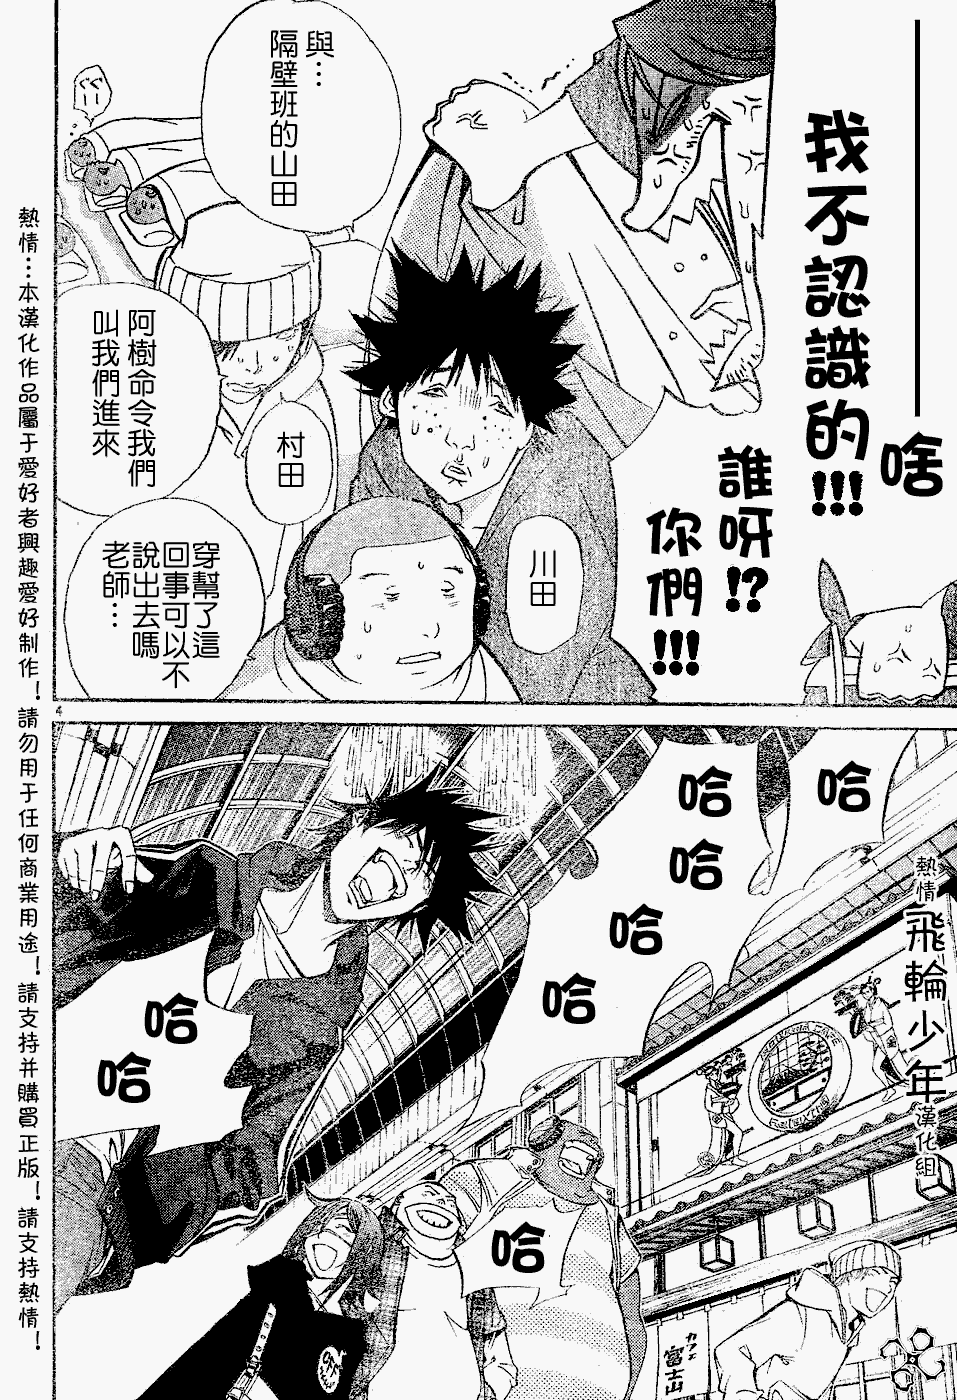 啥
我不認識的!!!
誰呀!?
你們!!!
與…
隔壁班的山田
川田
村田
阿樹命令我們
叫我們進來
穿幫了這
回事可以不
說出去嗎
老師…
4
哈
哈
哈
哈
哈
哈
哈
哈
カフェ
富士山
熱情飛輪少年漢化組
熱情…本漢化作品屬于愛好者興趣愛好制作!請勿用于任何商業用途!請支持并購買正版!請支持熱情!